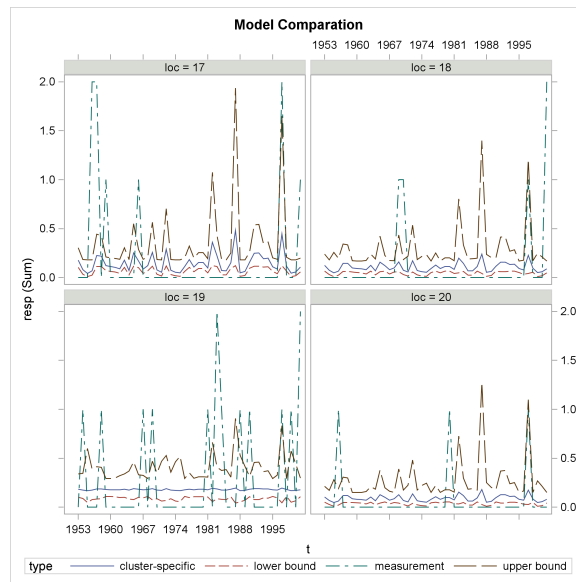 Model Comparation
1953 1960 1967 1974 1981 1988 1995
loc = 17 loc = 18
2.0
1.5
1.0
0.5
0.0
resp (Sum)
loc = 19 loc = 20
2.0
1.5
1.0
0.5
0.0
1953 1960 1967 1974 1981 1988 1995
t
type cluster-specific lower bound measurement upper bound